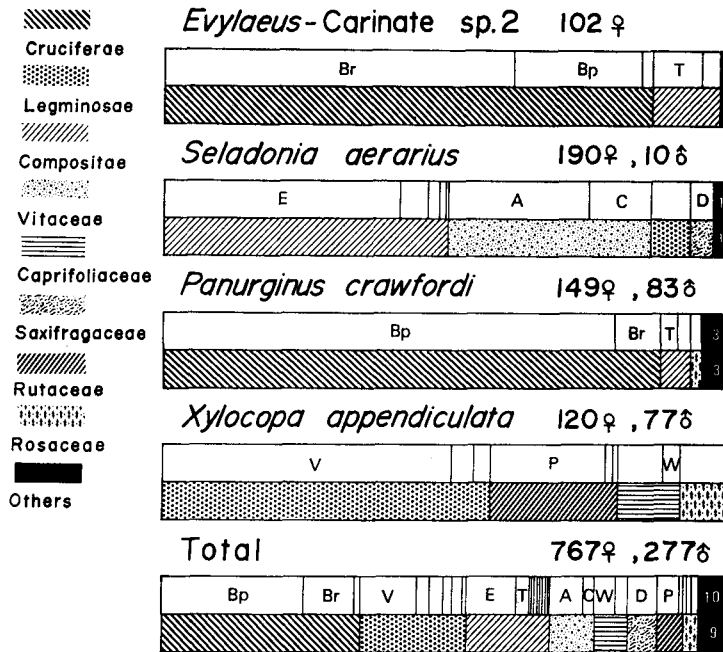 Cruciferae
Legminosae
Compositae
Vitaceae
Caprifoliaceae
Saxifragaceae
Rutaceae
Rosaceae
Others
Evylaeus-Carinate sp.2 102♀
Br Bp T
Seladonia aerarius 190♀, 10♂
E A C D
Panurginus crawfordi 149♀, 83♂
Bp Br T 3
3
Xylocopa appendiculata 120♀, 77♂
V P W
Total 767♀, 277♂
Bp Br V E T A C W D P 10
9